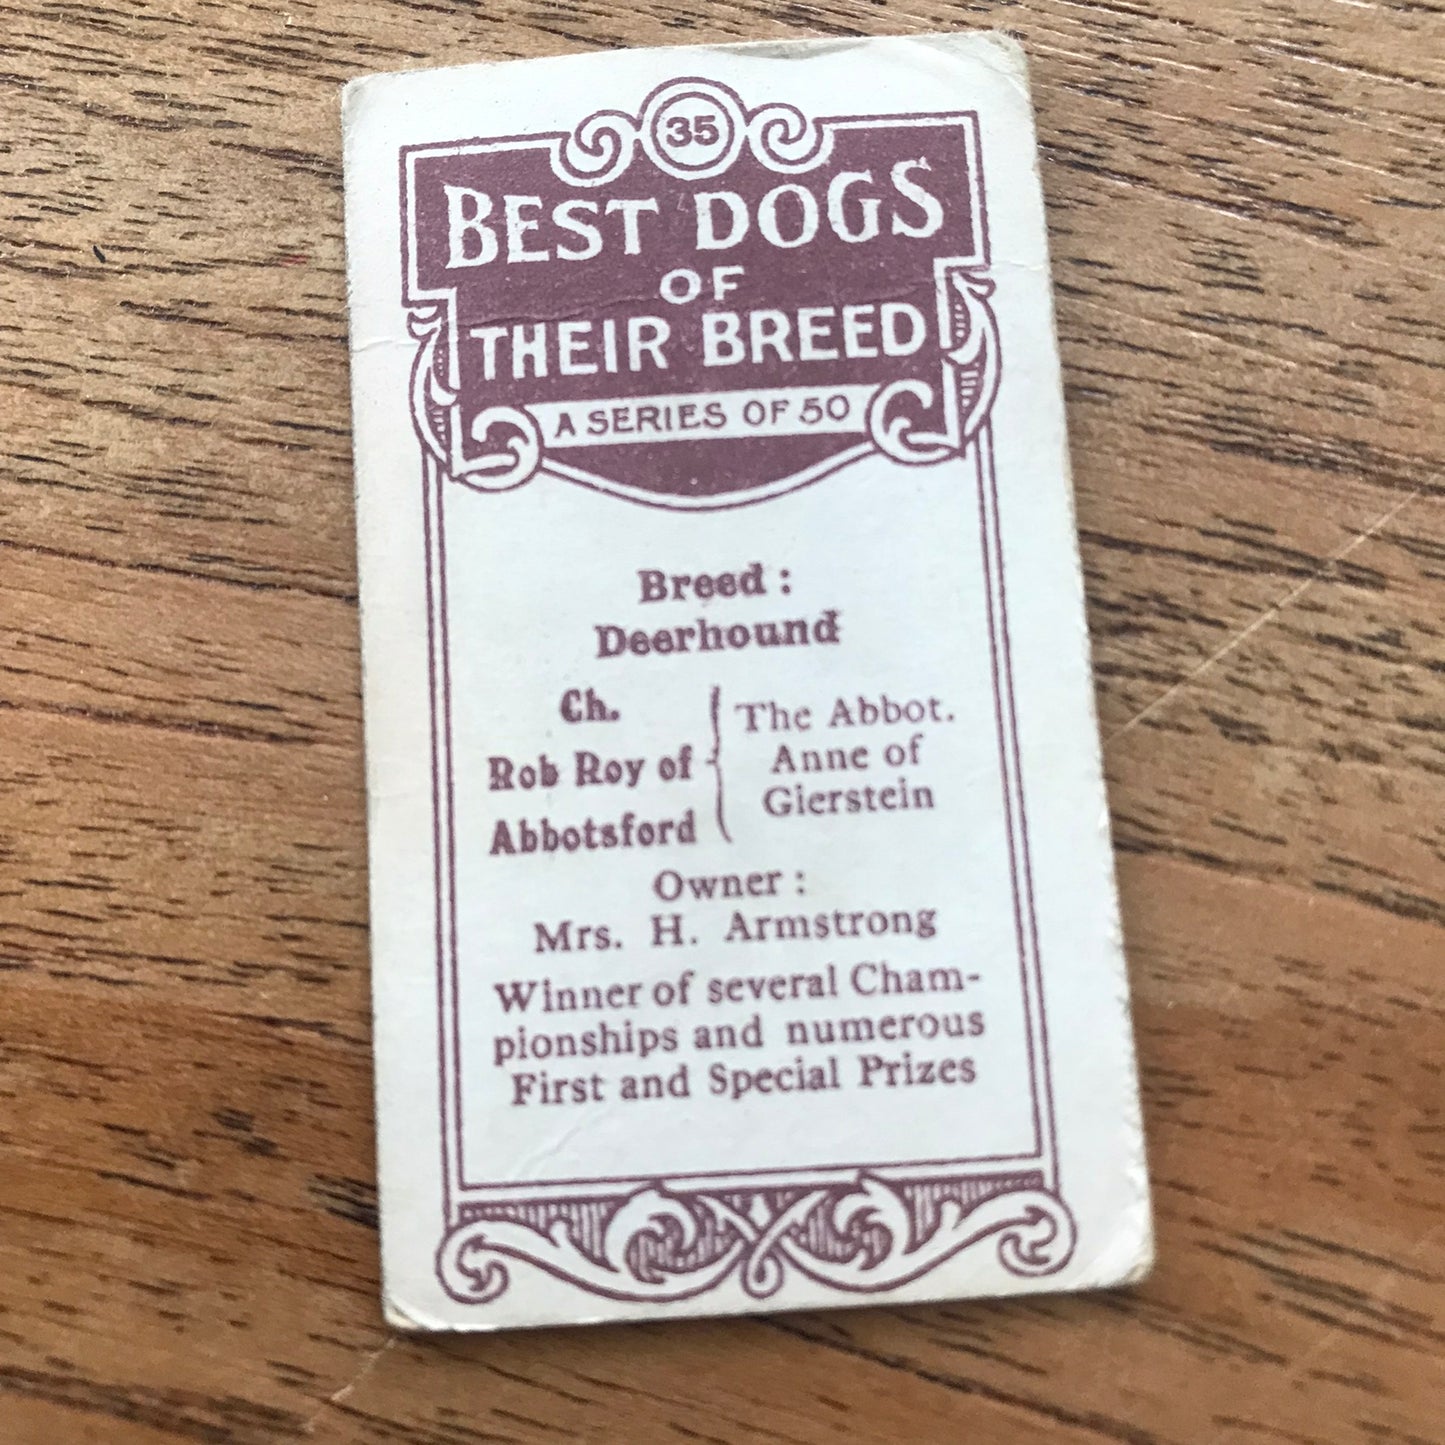 35
BEST DOGS
OF
THEIR BREED
A SERIES OF 50
Breed :
Deerhound
Ch.
Rob Roy of
Abbotsford
The Abbot.
Anne of
Gierstein
Owner :
Mrs. H. Armstrong
Winner of several Cham-
pionships and numerous
First and Special Prizes